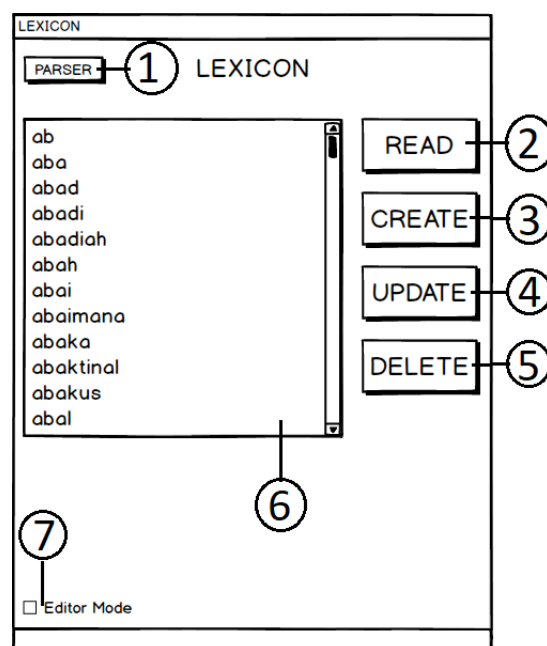 LEXICON
PARSER 1 LEXICON
ab
aba
abad
abadi
abadiah
abah
abai
abaimana
abaka
abaktinal
abakus
abal
READ 2
CREATE 3
UPDATE 4
DELETE 5
6
7
Editor Mode